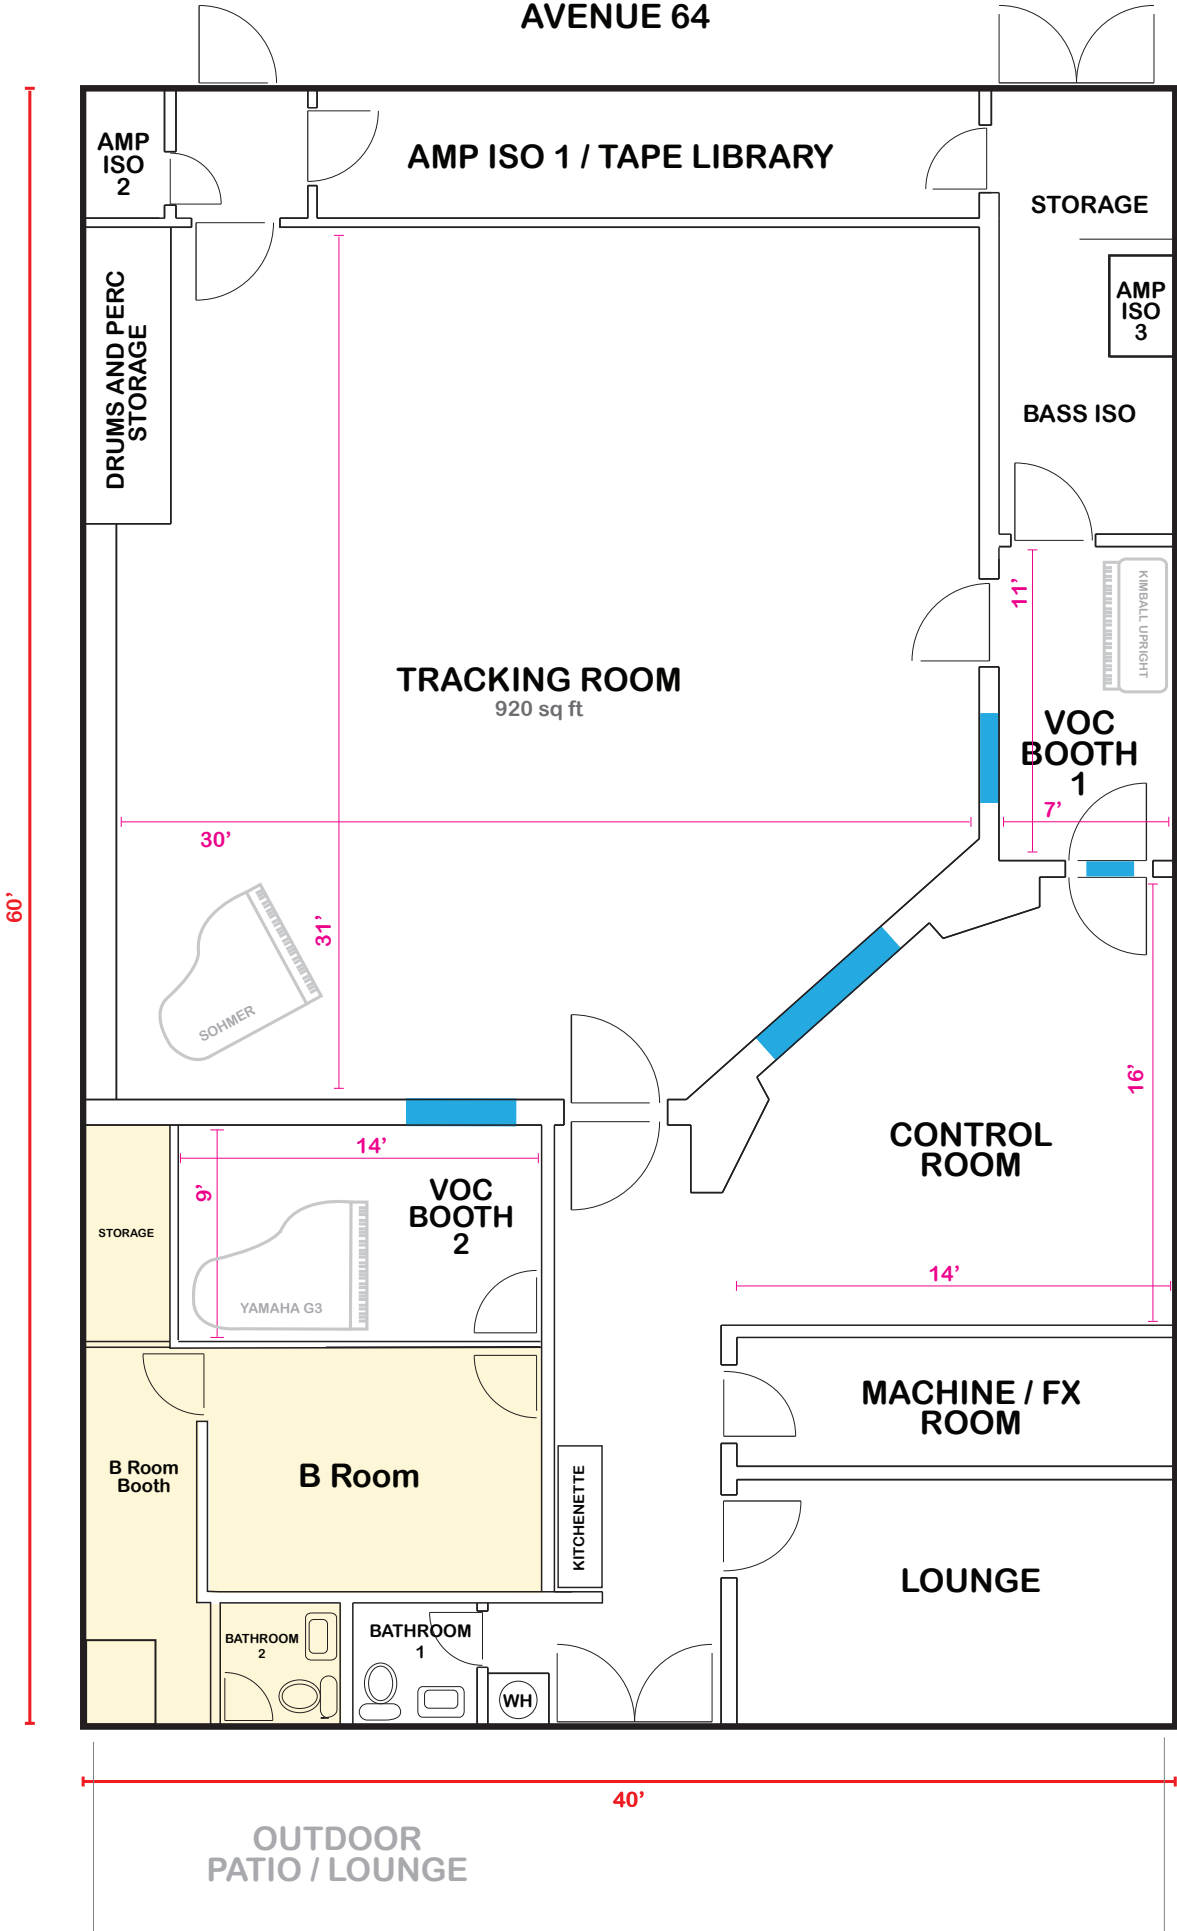 AVENUE 64
AMP
ISO
2
AMP ISO 1 / TAPE LIBRARY
STORAGE
DRUMS AND PERC
STORAGE
AMP
ISO
3
BASS ISO
11’
KIMBALL UPRIGHT
TRACKING ROOM
920 sq ft
VOC
BOOTH
1
7’
30’
60’
31’
SOHMER
16’
CONTROL
ROOM
14’
9’
VOC
BOOTH
2
STORAGE
14’
YAMAHA G3
MACHINE / FX
ROOM
B Room
Booth
B Room
KITCHENETTE
LOUNGE
BATHROOM
2
BATHROOM
1
WH
40’
OUTDOOR
PATIO / LOUNGE